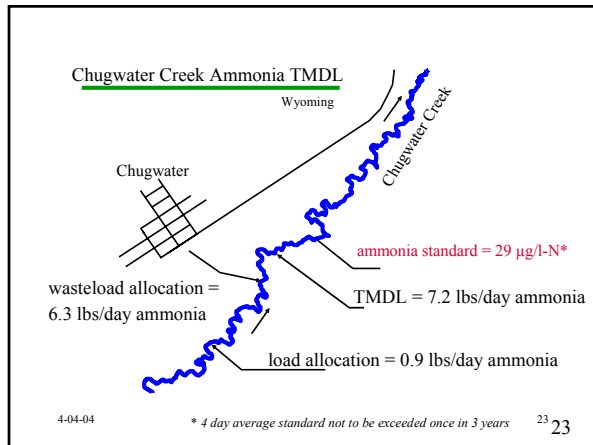 Chugwater Creek Ammonia TMDL
Wyoming
Chugwater Creek
Chugwater
ammonia standard = 29 µg/l-N*
wasteload allocation =
6.3 lbs/day ammonia
TMDL = 7.2 lbs/day ammonia
load allocation = 0.9 lbs/day ammonia
4-04-04
* 4 day average standard not to be exceeded once in 3 years
23 23